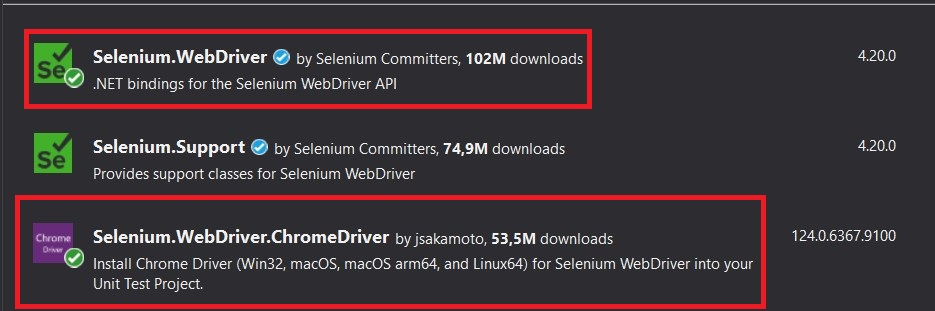 Selenium.WebDriver by Selenium Committers, 102M downloads 4.20.0
.NET bindings for the Selenium WebDriver API
Se
Selenium.Support by Selenium Committers, 74,9M downloads 4.20.0
Se
Provides support classes for Selenium WebDriver
Selenium.WebDriver.ChromeDriver by jsakamoto, 53,5M downloads 124.0.6367.9100
Chrome
Driver
Install Chrome Driver (Win32, macOS, macOS arm64, and Linux64) for Selenium WebDriver into your
Unit Test Project.